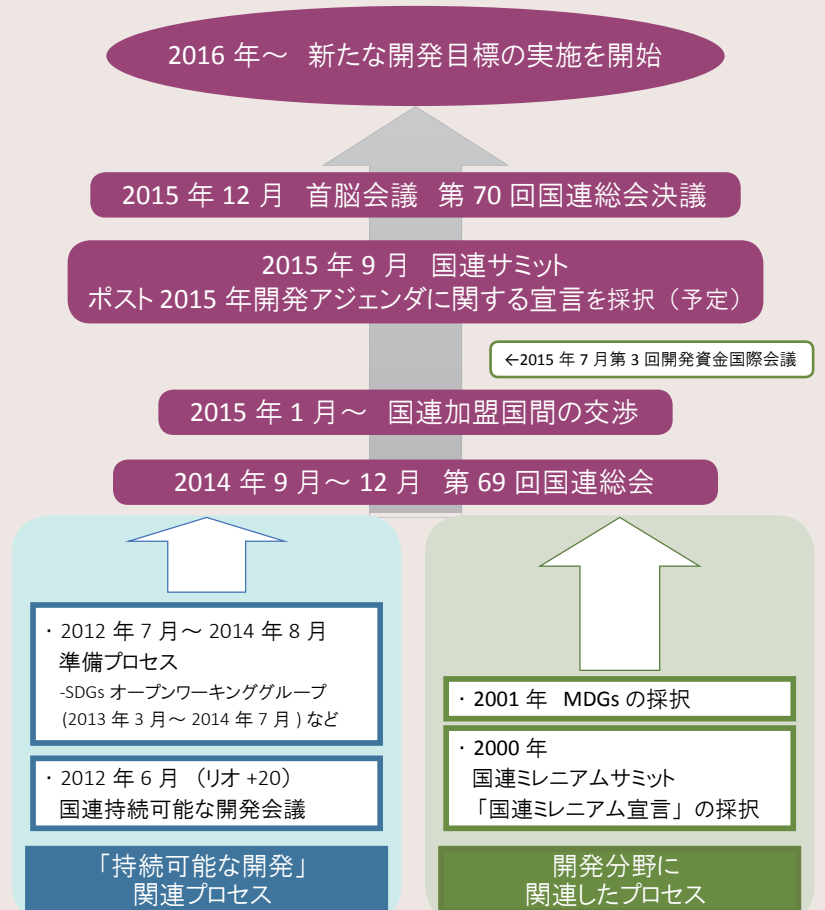 2016 年～ 新たな開発目標の実施を開始
2015 年 12 月 首脳会議 第 70 回国連総会決議
2015 年 9 月 国連サミット
ポスト 2015 年開発アジェンダに関する宣言を採択（予定）
←2015 年 7 月第 3 回開発資金国際会議
2015 年 1 月～ 国連加盟国間の交渉
2014 年 9 月～ 12 月 第 69 回国連総会
・2012 年 7 月～ 2014 年 8 月
準備プロセス
-SDGs オープンワーキンググループ
(2013 年 3 月～ 2014 年 7 月 ) など
・2012 年 6 月 （リオ +20）
国連持続可能な開発会議
「持続可能な開発」
関連プロセス
・2001 年 MDGs の採択
・2000 年
国連ミレニアムサミット
「国連ミレニアム宣言」の採択
開発分野に
関連したプロセス